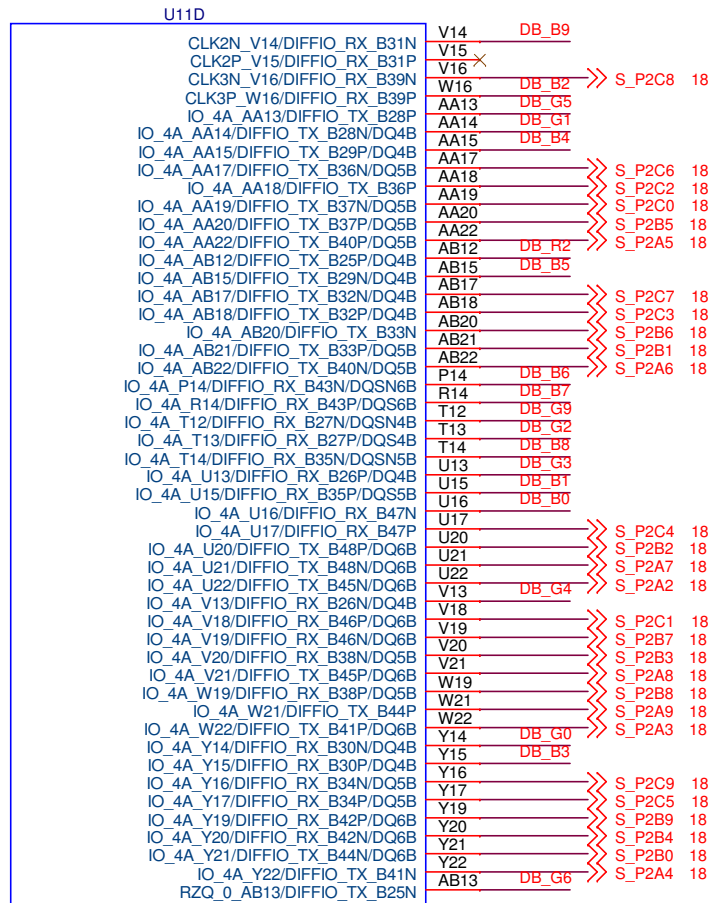 U11D
CLK2N_V14/DIFFIO_RX_B31N V14 DB_B9
CLK2P_V15/DIFFIO_RX_B31P V15
CLK3N_V16/DIFFIO_RX_B39N V16 S_P2C8 18
CLK3P_W16/DIFFIO_RX_B39P W16 DB_B2
IO_4A_AA13/DIFFIO_TX_B28P AA13 DB_G5
IO_4A_AA14/DIFFIO_TX_B28N/DQ4B AA14 DB_G1
IO_4A_AA15/DIFFIO_TX_B29P/DQ4B AA15 DB_B4
IO_4A_AA17/DIFFIO_TX_B36N/DQ5B AA17 S_P2C6 18
IO_4A_AA18/DIFFIO_TX_B36P AA18 S_P2C2 18
IO_4A_AA19/DIFFIO_TX_B37N/DQ5B AA19 S_P2C0 18
IO_4A_AA20/DIFFIO_TX_B37P/DQ5B AA20 S_P2B5 18
IO_4A_AA22/DIFFIO_TX_B40P/DQ5B AA22 S_P2A5 18
IO_4A_AB12/DIFFIO_TX_B25P/DQ4B AB12 DB_R2
IO_4A_AB15/DIFFIO_TX_B29N/DQ4B AB15 DB_B5
IO_4A_AB17/DIFFIO_TX_B32N/DQ4B AB17 S_P2C7 18
IO_4A_AB18/DIFFIO_TX_B32P/DQ4B AB18 S_P2C3 18
IO_4A_AB20/DIFFIO_TX_B33N AB20 S_P2B6 18
IO_4A_AB21/DIFFIO_TX_B33P/DQ5B AB21 S_P2B1 18
IO_4A_AB22/DIFFIO_TX_B40N/DQ5B AB22 S_P2A6 18
IO_4A_P14/DIFFIO_RX_B43N/DQSN6B P14 DB_B6
IO_4A_R14/DIFFIO_RX_B43P/DQS6B R14 DB_B7
IO_4A_T12/DIFFIO_RX_B27N/DQSN4B T12 DB_G9
IO_4A_T13/DIFFIO_RX_B27P/DQS4B T13 DB_G2
IO_4A_T14/DIFFIO_RX_B35N/DQSN5B T14 DB_B8
IO_4A_U13/DIFFIO_RX_B26P/DQ4B U13 DB_G3
IO_4A_U15/DIFFIO_RX_B35P/DQS5B U15 DB_B1
IO_4A_U16/DIFFIO_RX_B47N U16 DB_B0
IO_4A_U17/DIFFIO_RX_B47P U17 S_P2C4 18
IO_4A_U20/DIFFIO_TX_B48P/DQ6B U20 S_P2B2 18
IO_4A_U21/DIFFIO_TX_B48N/DQ6B U21 S_P2A7 18
IO_4A_U22/DIFFIO_TX_B45N/DQ6B U22 S_P2A2 18
IO_4A_V13/DIFFIO_RX_B26N/DQ4B V13 DB_G4
IO_4A_V18/DIFFIO_RX_B46P/DQ6B V18 S_P2C1 18
IO_4A_V19/DIFFIO_RX_B46N/DQ6B V19 S_P2B7 18
IO_4A_V20/DIFFIO_RX_B38N/DQ5B V20 S_P2B3 18
IO_4A_V21/DIFFIO_TX_B45P/DQ6B V21 S_P2A8 18
IO_4A_W19/DIFFIO_RX_B38P/DQ5B W19 S_P2B8 18
IO_4A_W21/DIFFIO_TX_B44P W21 S_P2A9 18
IO_4A_W22/DIFFIO_TX_B41P/DQ6B W22 S_P2A3 18
IO_4A_Y14/DIFFIO_RX_B30N/DQ4B Y14 DB_G0
IO_4A_Y15/DIFFIO_RX_B30P/DQ4B Y15 DB_B3
IO_4A_Y16/DIFFIO_RX_B34N/DQ5B Y16 S_P2C9 18
IO_4A_Y17/DIFFIO_RX_B34P/DQ5B Y17 S_P2C5 18
IO_4A_Y19/DIFFIO_RX_B42P/DQ6B Y19 S_P2B9 18
IO_4A_Y20/DIFFIO_RX_B42N/DQ6B Y20 S_P2B4 18
IO_4A_Y21/DIFFIO_TX_B44N/DQ6B Y21 S_P2B0 18
IO_4A_Y22/DIFFIO_TX_B41N Y22 S_P2A4 18
RZQ_0_AB13/DIFFIO_TX_B25N AB13 DB_G6